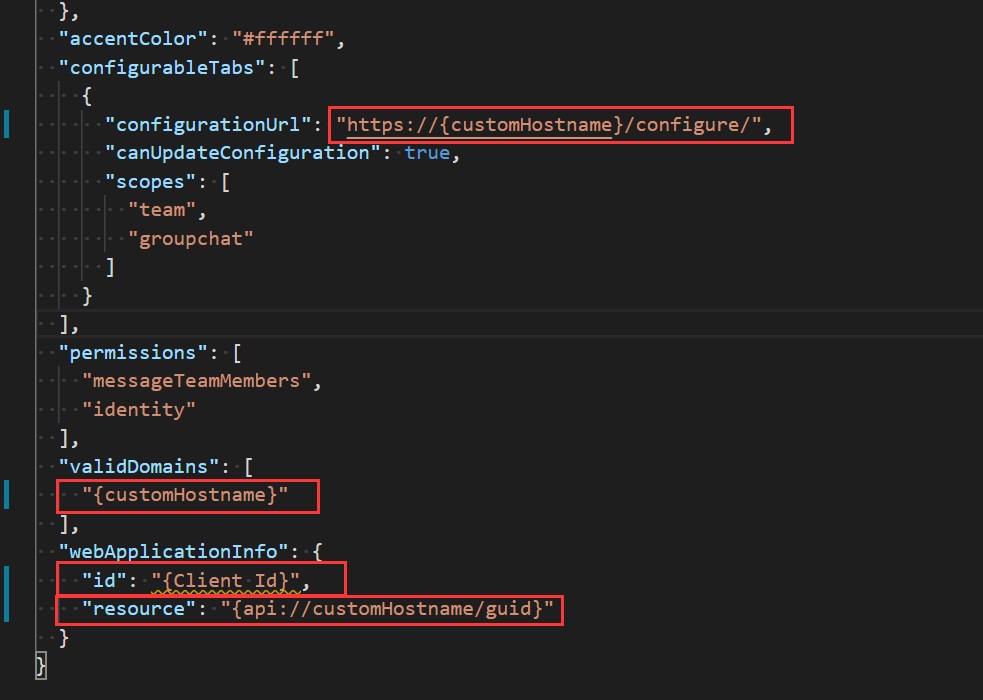 },
"accentColor": "#ffffff",
"configurableTabs": [
{
"configurationUrl": "https://{customHostname}/configure/",
"canUpdateConfiguration": true,
"scopes": [
"team",
"groupchat"
]
}
],
"permissions": [
"messageTeamMembers",
"identity"
],
"validDomains": [
"{customHostname}"
],
"webApplicationInfo": {
"id": "{Client Id}",
"resource": "{api://customHostname/guid}"
}
}